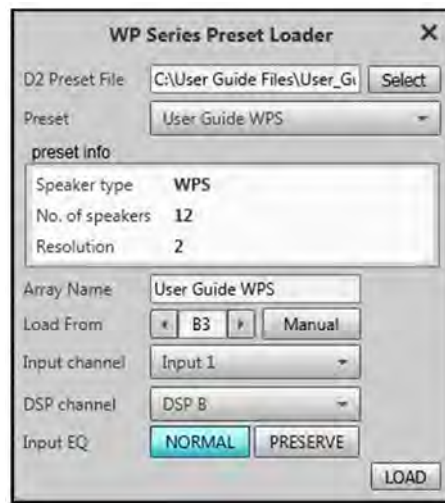 WP Series Preset Loader X
D2 Preset File C:\User Guide Files\User_Gu Select
Preset User Guide WPS
preset info
Speaker type WPS
No. of speakers 12
Resolution 2
Array Name User Guide WPS
Load From B3 Manual
Input channel Input 1
DSP channel DSP B
Input EQ NORMAL PRESERVE
LOAD